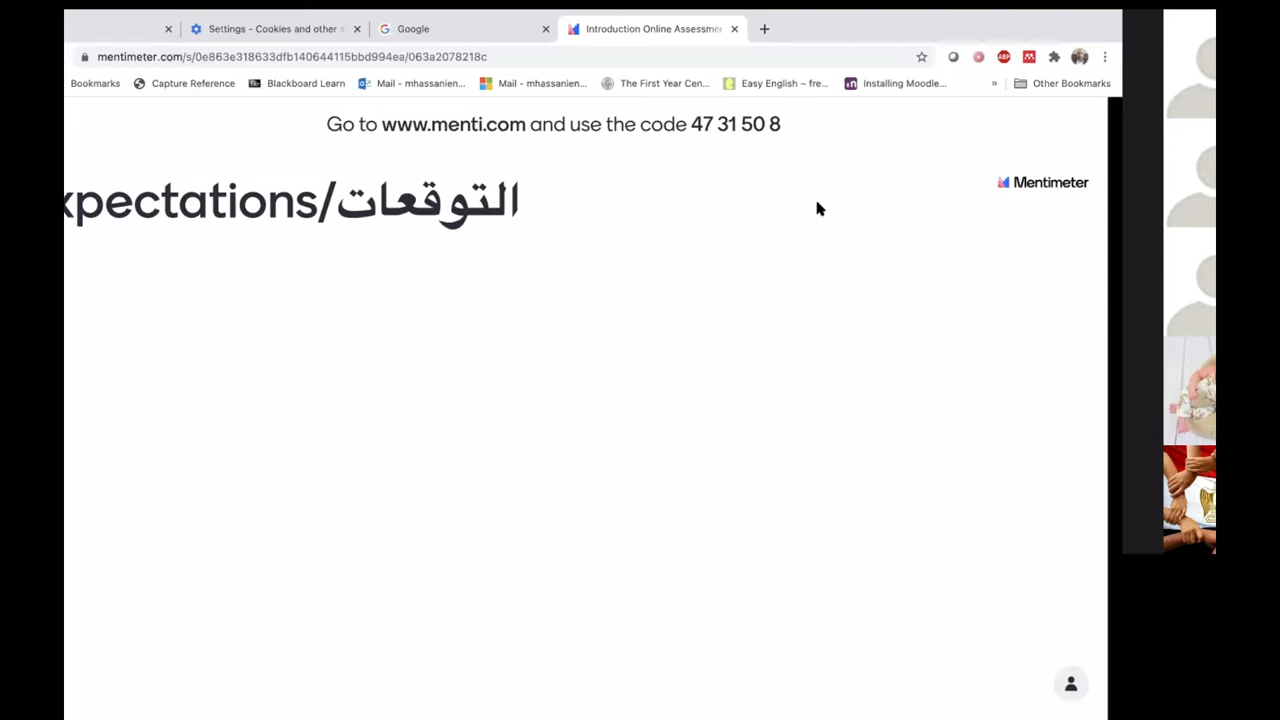 Settings - Cookies and other s
Google
Introduction Online Assessme
mentimeter.com/s/0e863e318633dfb140644115bbd994ea/063a2078218c
Bookmarks
Capture Reference
Bb
Blackboard Learn
Mail - mhassanien...
Mail - mhassanien...
The First Year Cen...
Easy English ~ fre...
Installing Moodle...
»
Other Bookmarks
ABP
Go to www.menti.com and use the code 47 31 50 8
xpectations/التوقعات
Mentimeter